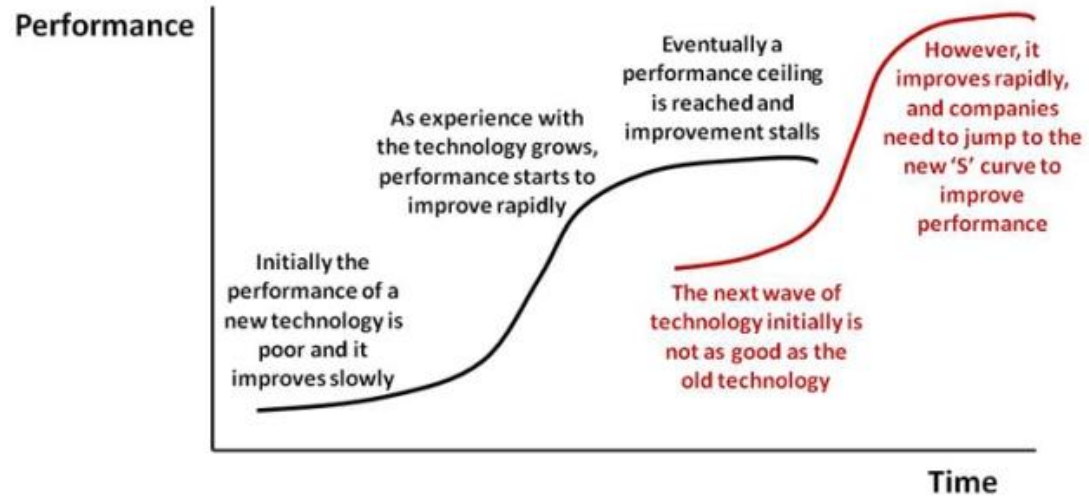 Performance
Eventually a
performance ceiling
is reached and
improvement stalls
However, it
improves rapidly,
and companies
need to jump to the
new ‘S’ curve to
improve
performance
As experience with
the technology grows,
performance starts to
improve rapidly
Initially the
performance of a
new technology is
poor and it
improves slowly
The next wave of
technology initially is
not as good as the
old technology
Time